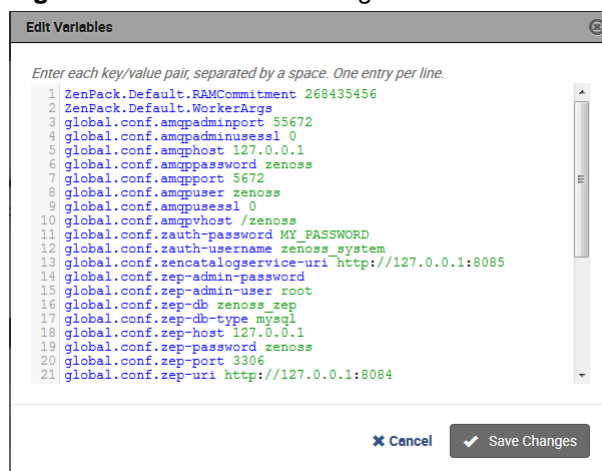 Edit Variables
Enter each key/value pair, separated by a space. One entry per line.
1 ZenPack.Default.RAMCommitment 268435456
2 ZenPack.Default.WorkerArgs
3 global.conf.amqpadminport 55672
4 global.conf.amqpadminusessl 0
5 global.conf.amqphost 127.0.0.1
6 global.conf.amqppassword zenoss
7 global.conf.amqpport 5672
8 global.conf.amqpuser zenoss
9 global.conf.amqpusessl 0
10 global.conf.amqpvhost /zenoss
11 global.conf.zauth-password MY_PASSWORD
12 global.conf.zauth-username zenoss_system
13 global.conf.zencatalogservice-uri http://127.0.0.1:8085
14 global.conf.zep-admin-password
15 global.conf.zep-admin-user root
16 global.conf.zep-db zenoss_zep
17 global.conf.zep-db-type mysql
18 global.conf.zep-host 127.0.0.1
19 global.conf.zep-password zenoss
20 global.conf.zep-port 3306
21 global.conf.zep-uri http://127.0.0.1:8084
Cancel Save Changes